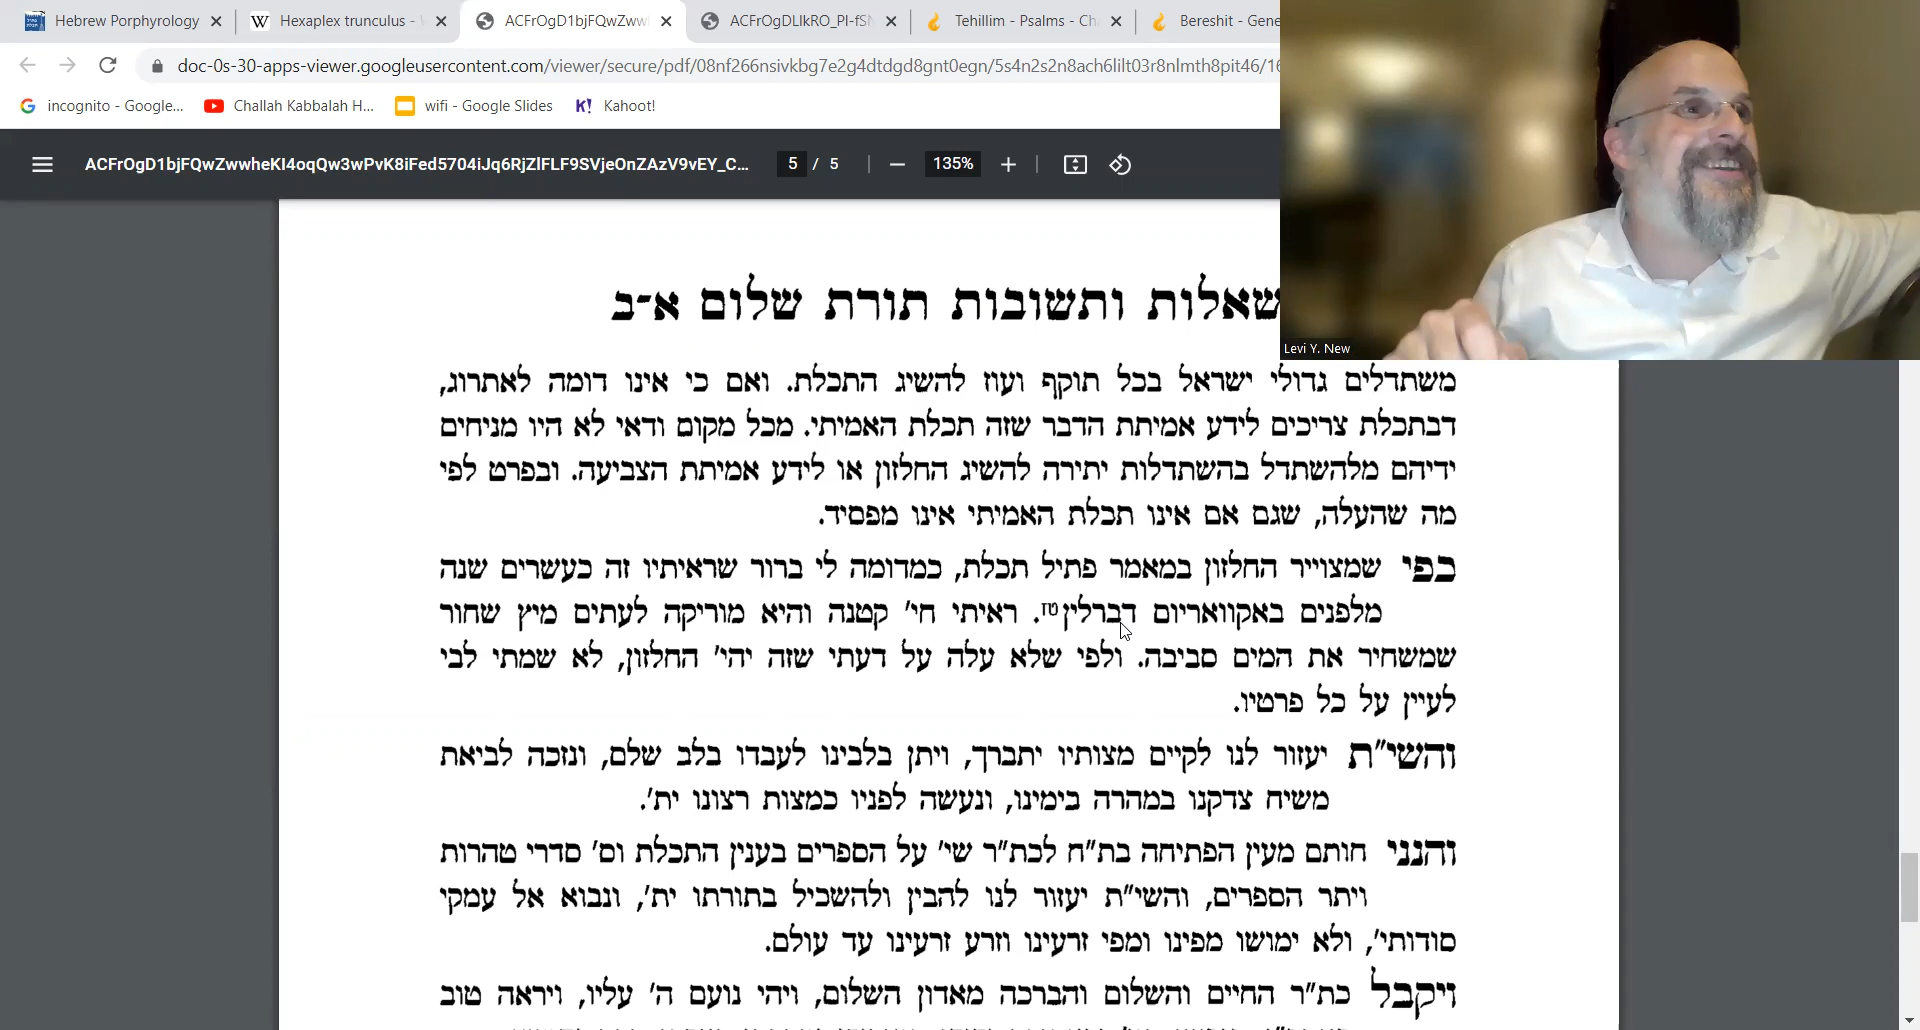 Hebrew Porphyrology
Hexaplex trunculus -
ACFrOgD1bjFQwZww
ACFrOgDLlkRO_PI-fSN
Tehillim - Psalms - Ch
Bereshit - Gene
doc-0s-30-apps-viewer.googleusercontent.com/viewer/secure/pdf/08nf266nsivkbg7e2g4dtdgd8gnt0egn/5s4n2s2n8ach6lilt03r8nlmth8pit46/16
incognito - Google...
Challah Kabbalah H...
wifi - Google Slides
K! Kahoot!
ACFrOgD1bjFQwZwwheKI4oqQw3wPvK8iFed5704iJq6RjZlFLF9SVjeOnZAzV9vEY_C...
5 / 5
135%
Levi Y. New
שאלות ותשובות תורת שלום א-ב
משתדלים גדולי ישראל בכל תוקף ועוז להשיג התכלת. ואם כי אינו דומה לאתרוג,
דבתכלת צריכים לידע אמיתת הדבר שזה תכלת האמיתי. מכל מקום ודאי לא היו מניחים
ידיהם מלהשתדל בהשתדלות יתירה להשיג החלזון או לידע אמיתת הצביעה. ובפרט לפי
מה שהעלה, שגם אם אינו תכלת האמיתי אינו מפסיד.
כפי שמצוייר החלזון במאמר פתיל תכלת, כמדומה לי ברור שראיתיו זה כעשרים שנה
מלפנים באקוואריום דברלין טז. ראיתי חי' קטנה והיא מוריקה לעתים מיץ שחור
שמשחיר את המים סביבה. ולפי שלא עלה על דעתי שזה יהי' החלזון, לא שמתי לבי
לעיין על כל פרטיו.
והשי"ת יעזור לנו לקיים מצותיו יתברך, ויתן בלבינו לעבדו בלב שלם, ונזכה לביאת
משיח צדקנו במהרה בימינו, ונעשה לפניו כמצות רצונו ית'.
והנני חותם מעין הפתיחה בת"ח לכת"ר שי' על הספרים בענין התכלת וס' סדרי טהרות
ויתר הספרים, והשי"ת יעזור לנו להבין ולהשכיל בתורתו ית', ונבוא אל עמקי
סודותי', ולא ימושו מפינו ומפי זרעינו וזרע זרעינו עד עולם.
ויקבל כת"ר החיים והשלום והברכה מאדון השלום, ויהי נועם ה' עליו, ויראה טוב